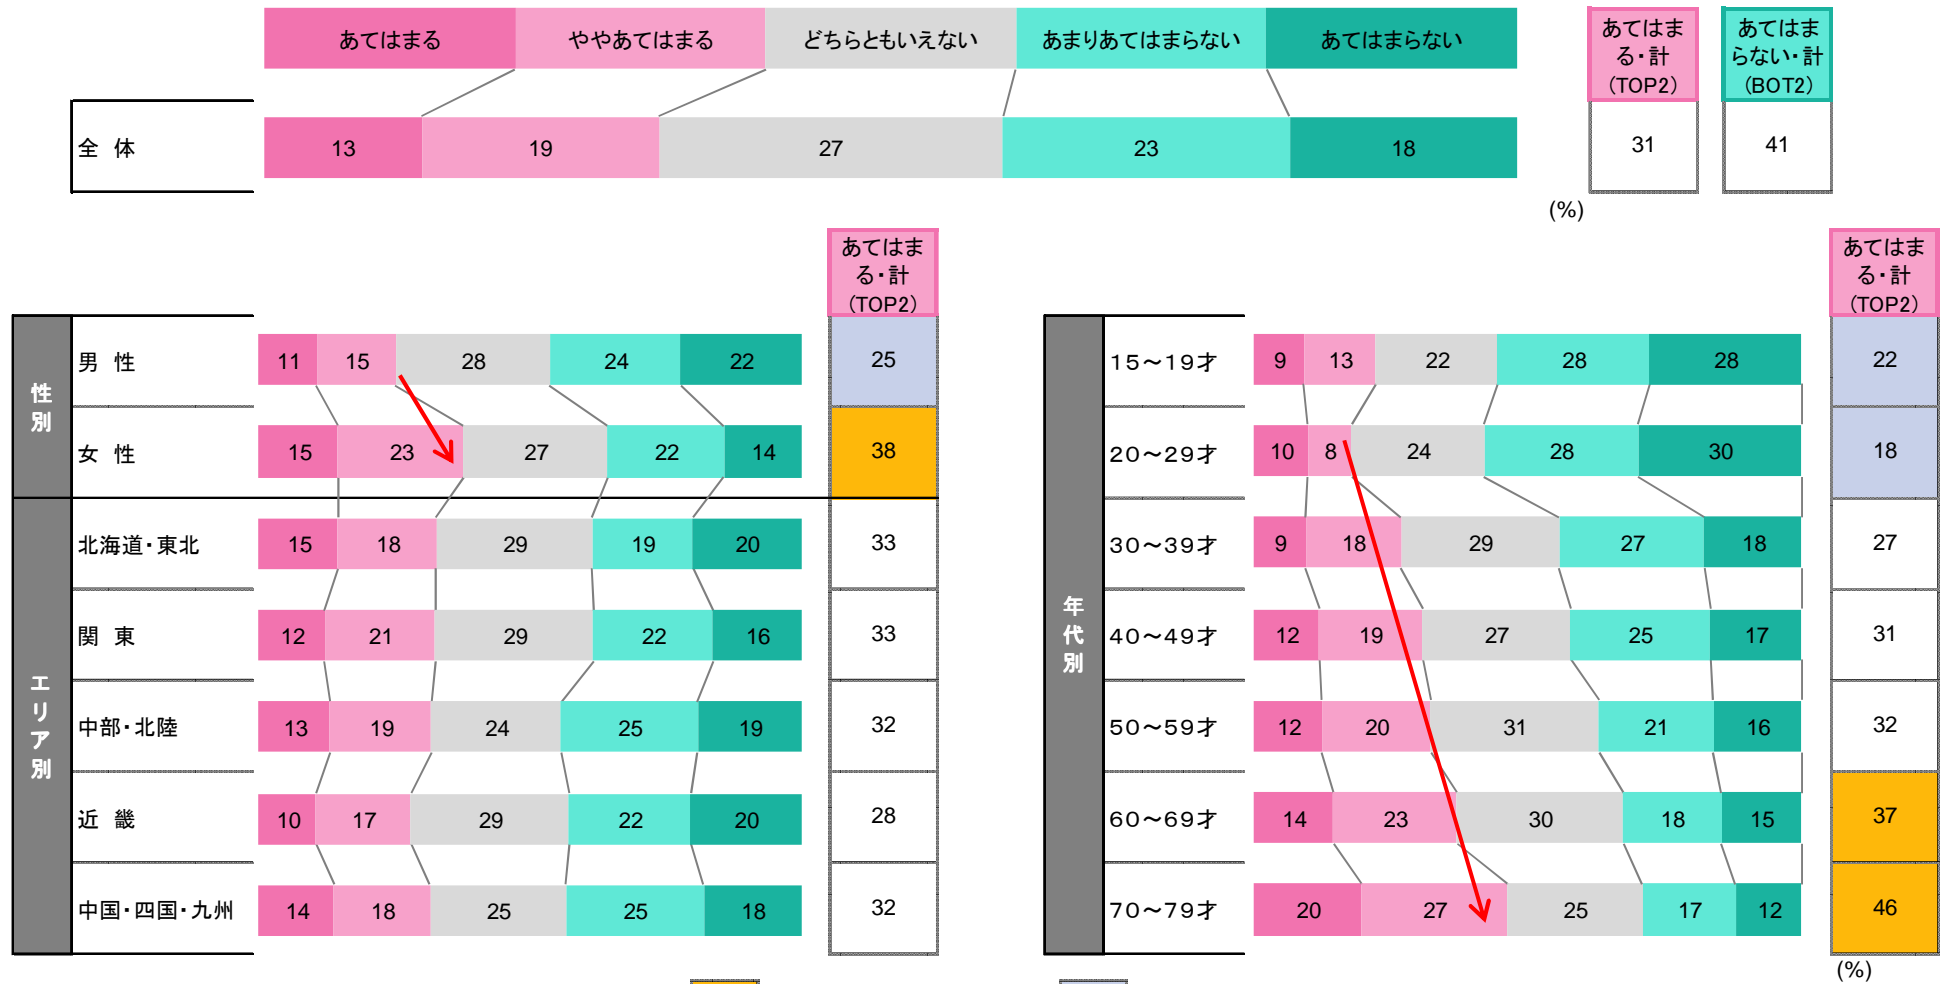 あてはまる ややあてはまる どちらともいえない あまりあてはまらない あてはまらない
あてはま
る・計
(TOP2)
あてはま
らない・計
(BOT2)
全 体 13 19 27 23 18 31 41
(%)
あてはま
る・計
(TOP2)
性別
男 性 11 15 28 24 22 25
女 性 15 23 27 22 14 38
エリア別
北海道・東北 15 18 29 19 20 33
関 東 12 21 29 22 16 33
中部・北陸 13 19 24 25 19 32
近 畿 10 17 29 22 20 28
中国・四国・九州 14 18 25 25 18 32
あてはま
る・計
(TOP2)
年代別
15～19才 9 13 22 28 28 22
20～29才 10 8 24 28 30 18
30～39才 9 18 29 27 18 27
40～49才 12 19 27 25 17 31
50～59才 12 20 31 21 16 32
60～69才 14 23 30 18 15 37
70～79才 20 27 25 17 12 46
(%)